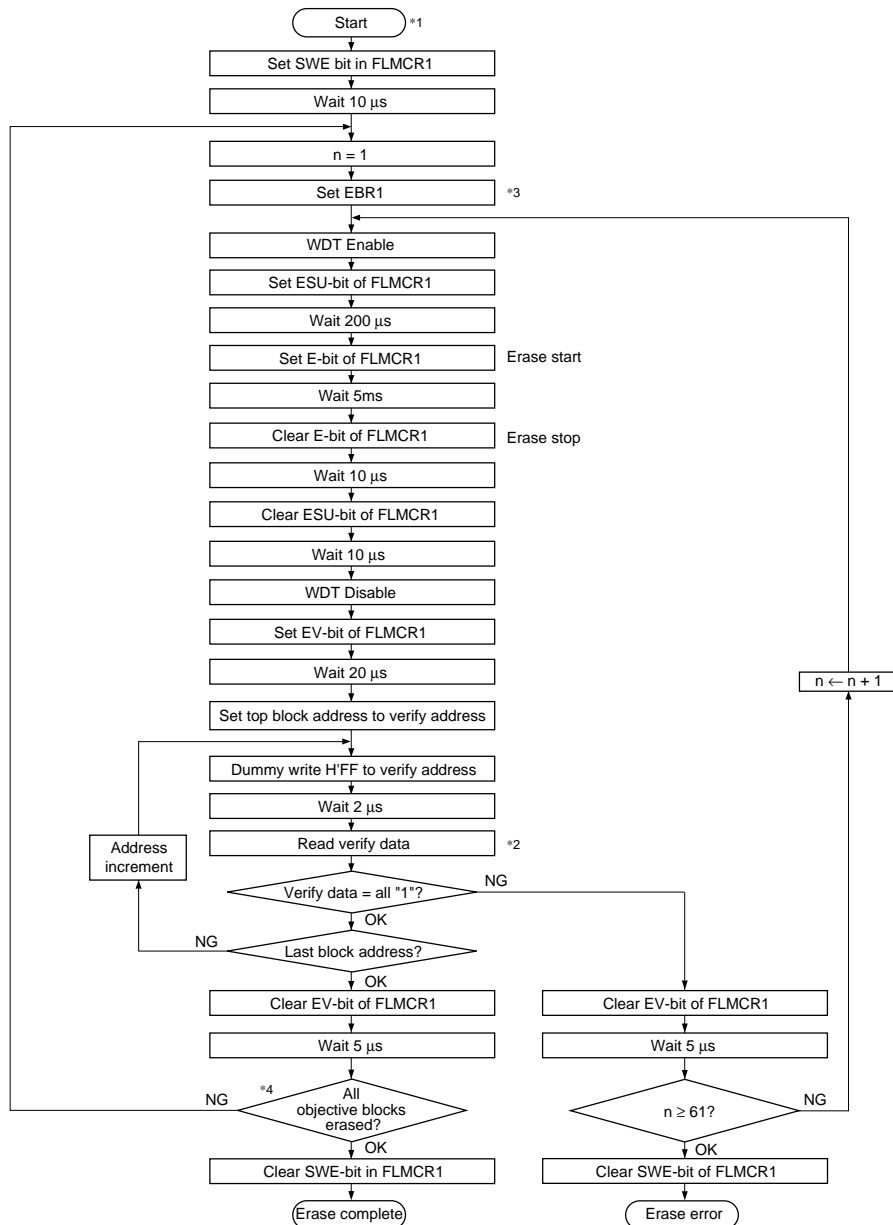 Start *1
Set SWE bit in FLMCR1
Wait 10 μs
n = 1
Set EBR1 *3
WDT Enable
Set ESU-bit of FLMCR1
Wait 200 μs
Set E-bit of FLMCR1 Erase start
Wait 5ms
Clear E-bit of FLMCR1 Erase stop
Wait 10 μs
Clear ESU-bit of FLMCR1
Wait 10 μs
WDT Disable
Set EV-bit of FLMCR1
Wait 20 μs
n ← n + 1
Set top block address to verify address
Dummy write H'FF to verify address
Wait 2 μs
Address
increment
Read verify data *2
Verify data = all "1"?
NG
OK
NG
Last block address?
OK
Clear EV-bit of FLMCR1
Clear EV-bit of FLMCR1
Wait 5 μs
Wait 5 μs
NG
*4
All
objective blocks
erased?
n ≥ 61?
NG
OK
OK
Clear SWE-bit in FLMCR1
Clear SWE-bit of FLMCR1
Erase complete
Erase error